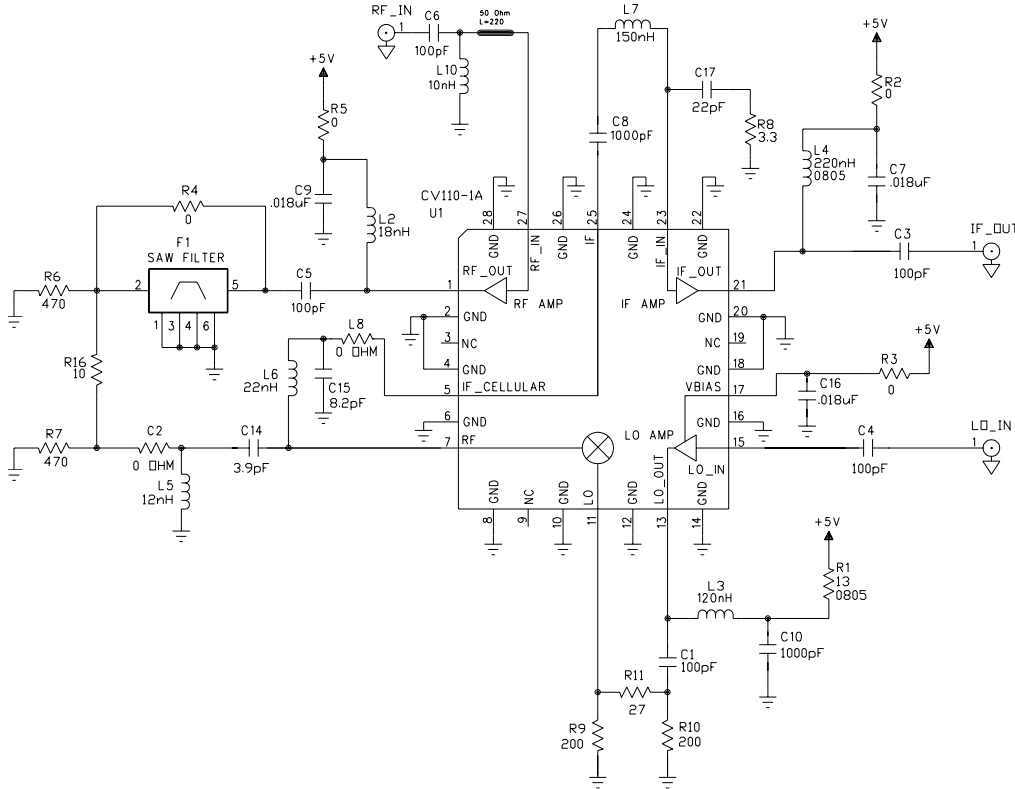 RF_IN
1
C6
100pF
50 Ohm
L=220
L10
10nH
L7
150nH
C17
22pF
R8
3.3
C8
1000pF
+5V
R2
0
L4
220nH
0805
C7
.018uF
C3
100pF
IF_OUT
1
+5V
R5
0
C9
.018uF
L2
18nH
R4
0
F1
SAW FILTER
2
5
1
3
4
6
R6
470
C5
100pF
R16
10
R7
470
C2
0 OHM
L5
12nH
C14
3.9pF
L6
22nH
C15
8.2pF
L8
0 OHM
CV110-1A
U1
28
27
26
25
24
23
22
GND
RF_IN
GND
IF
GND
IF_IN
GND
RF_OUT
RF AMP
IF_OUT
IF AMP
1
2
GND
3
NC
4
GND
5
IF_CELLULAR
6
GND
7
RF
21
20
GND
19
NC
18
GND
17
VBIAS
16
GND
15
LO_IN
LO AMP
LO_OUT
GND
NC
GND
LO
GND
GND
8
9
10
11
12
13
14
+5V
R3
0
C16
.018uF
C4
100pF
LO_IN
1
+5V
R1
13
0805
L3
120nH
C10
1000pF
C1
100pF
R11
27
R9
200
R10
200